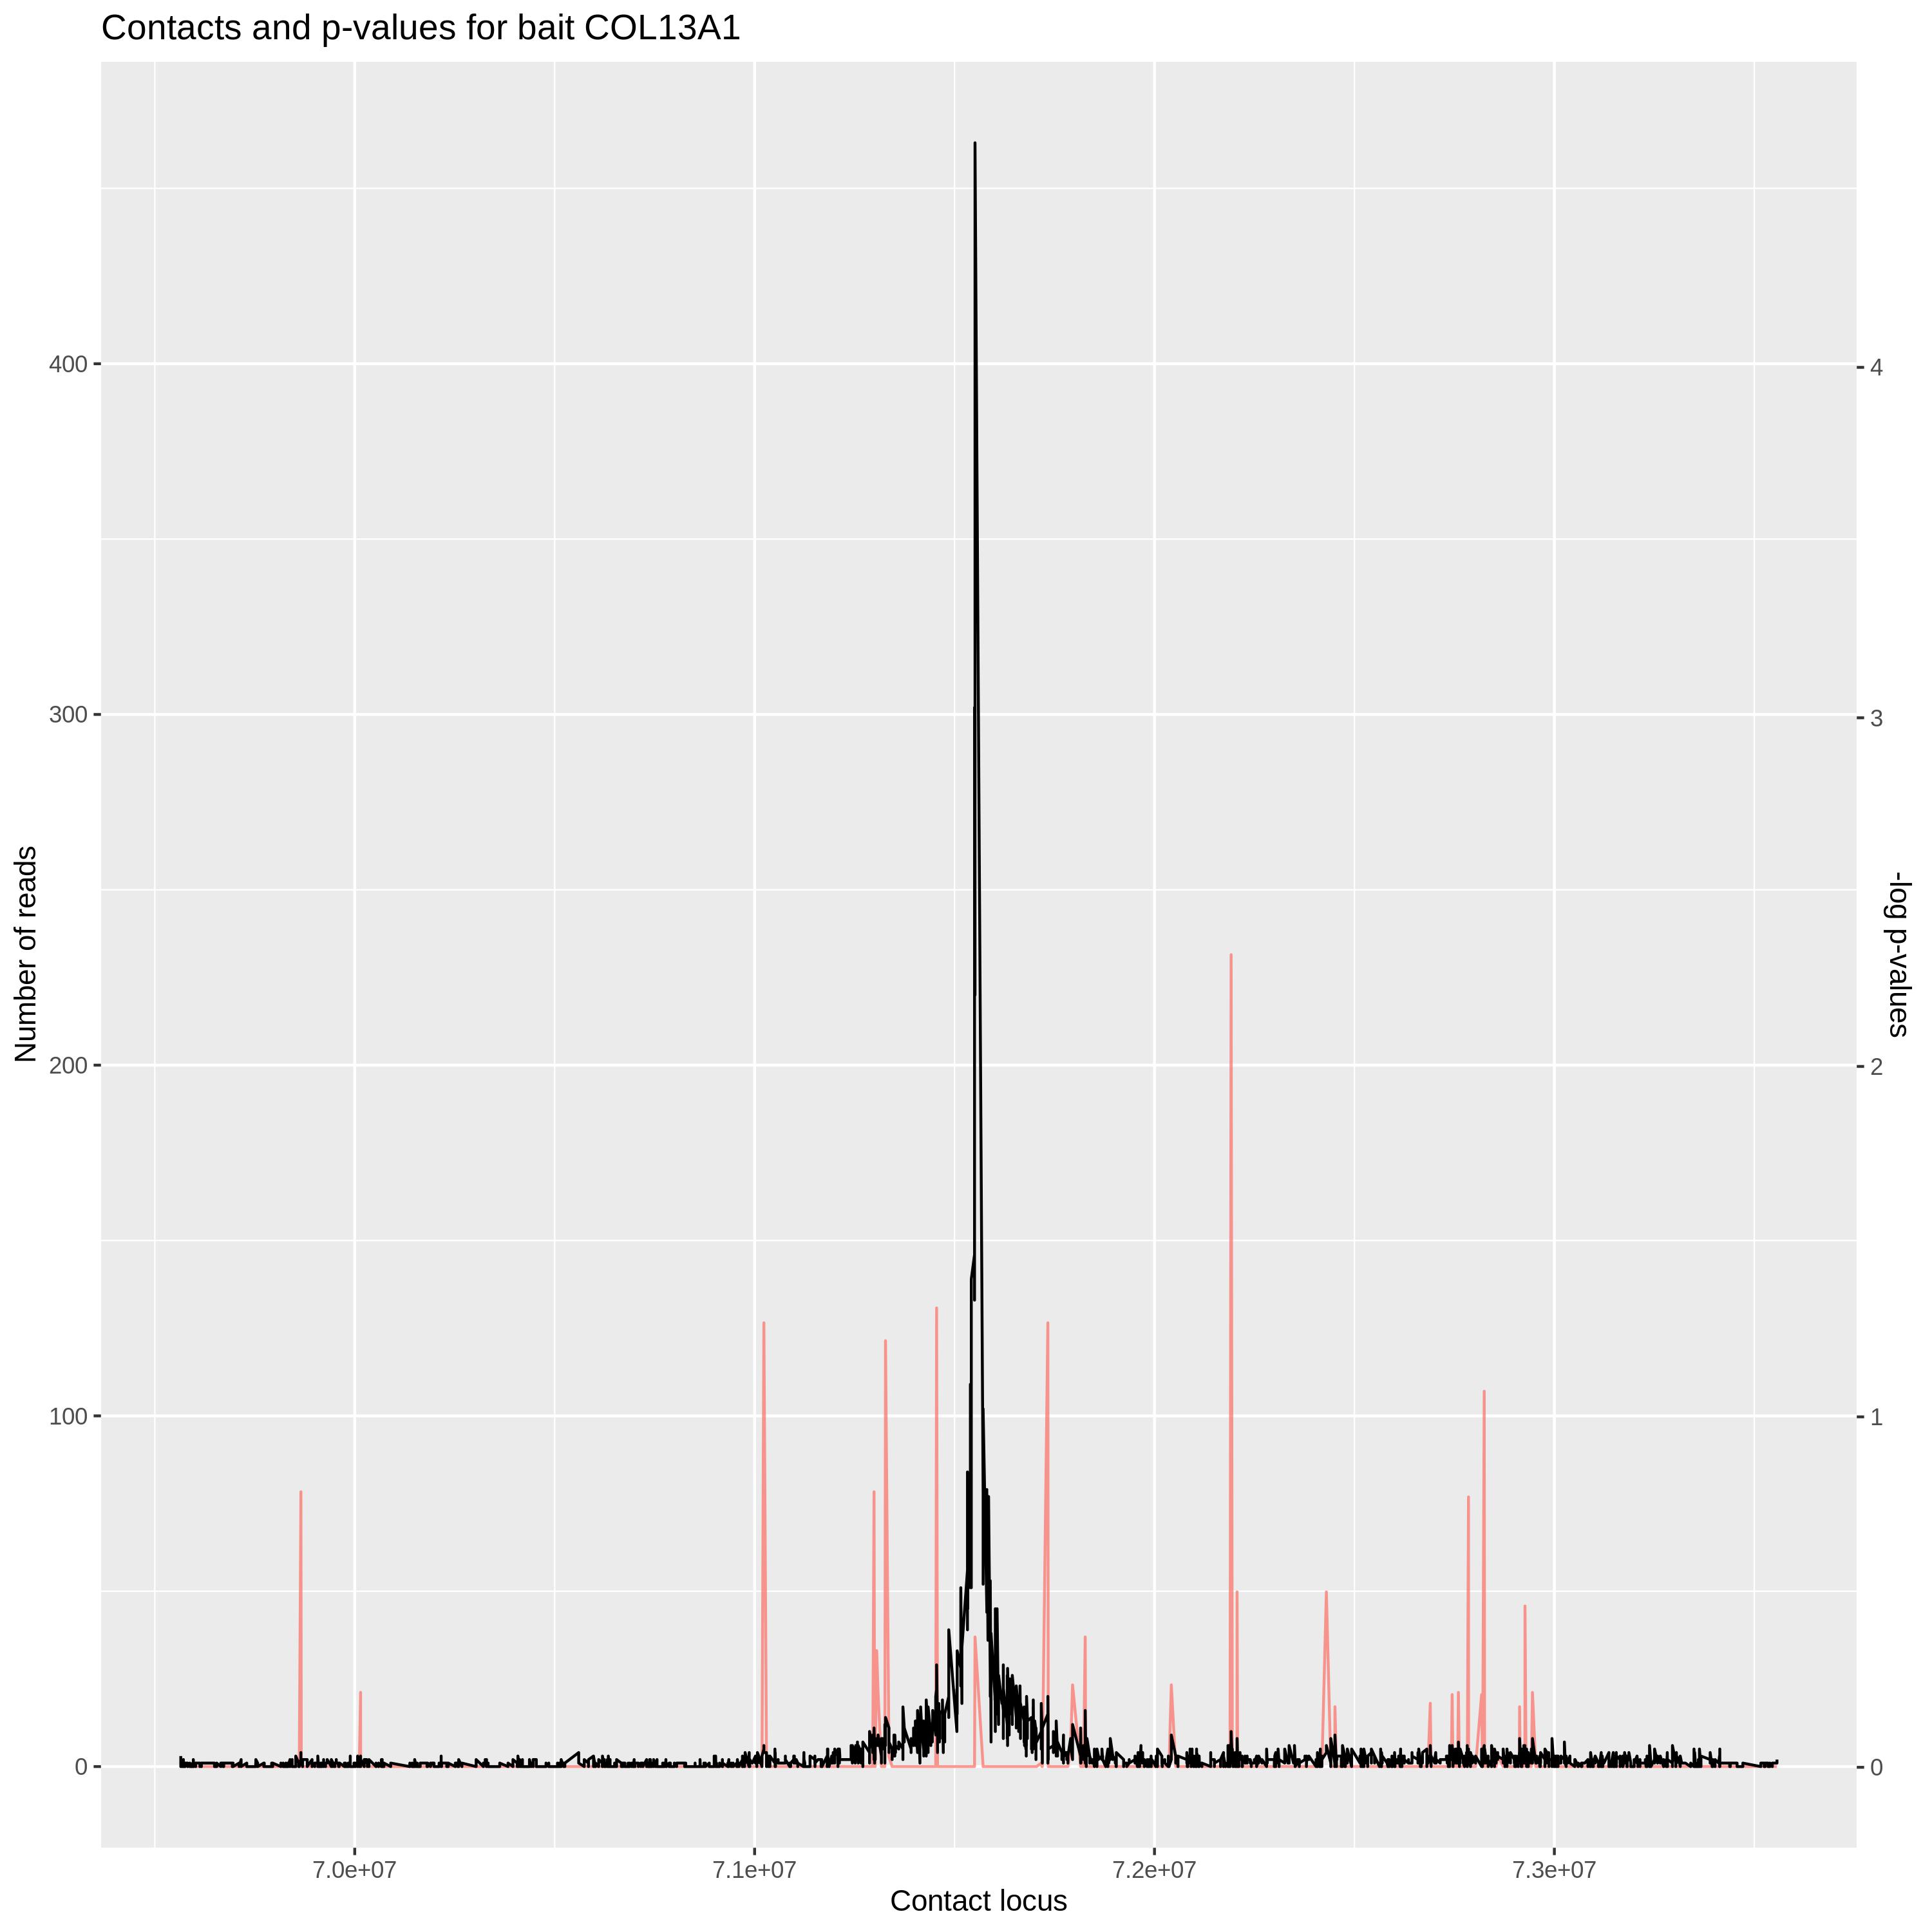 Contacts and p-values for bait COL13A1
Number of reads
400
300
200
100
0
4
3
2
1
0
-log p-values
7.0e+07
7.1e+07
7.2e+07
7.3e+07
Contact locus